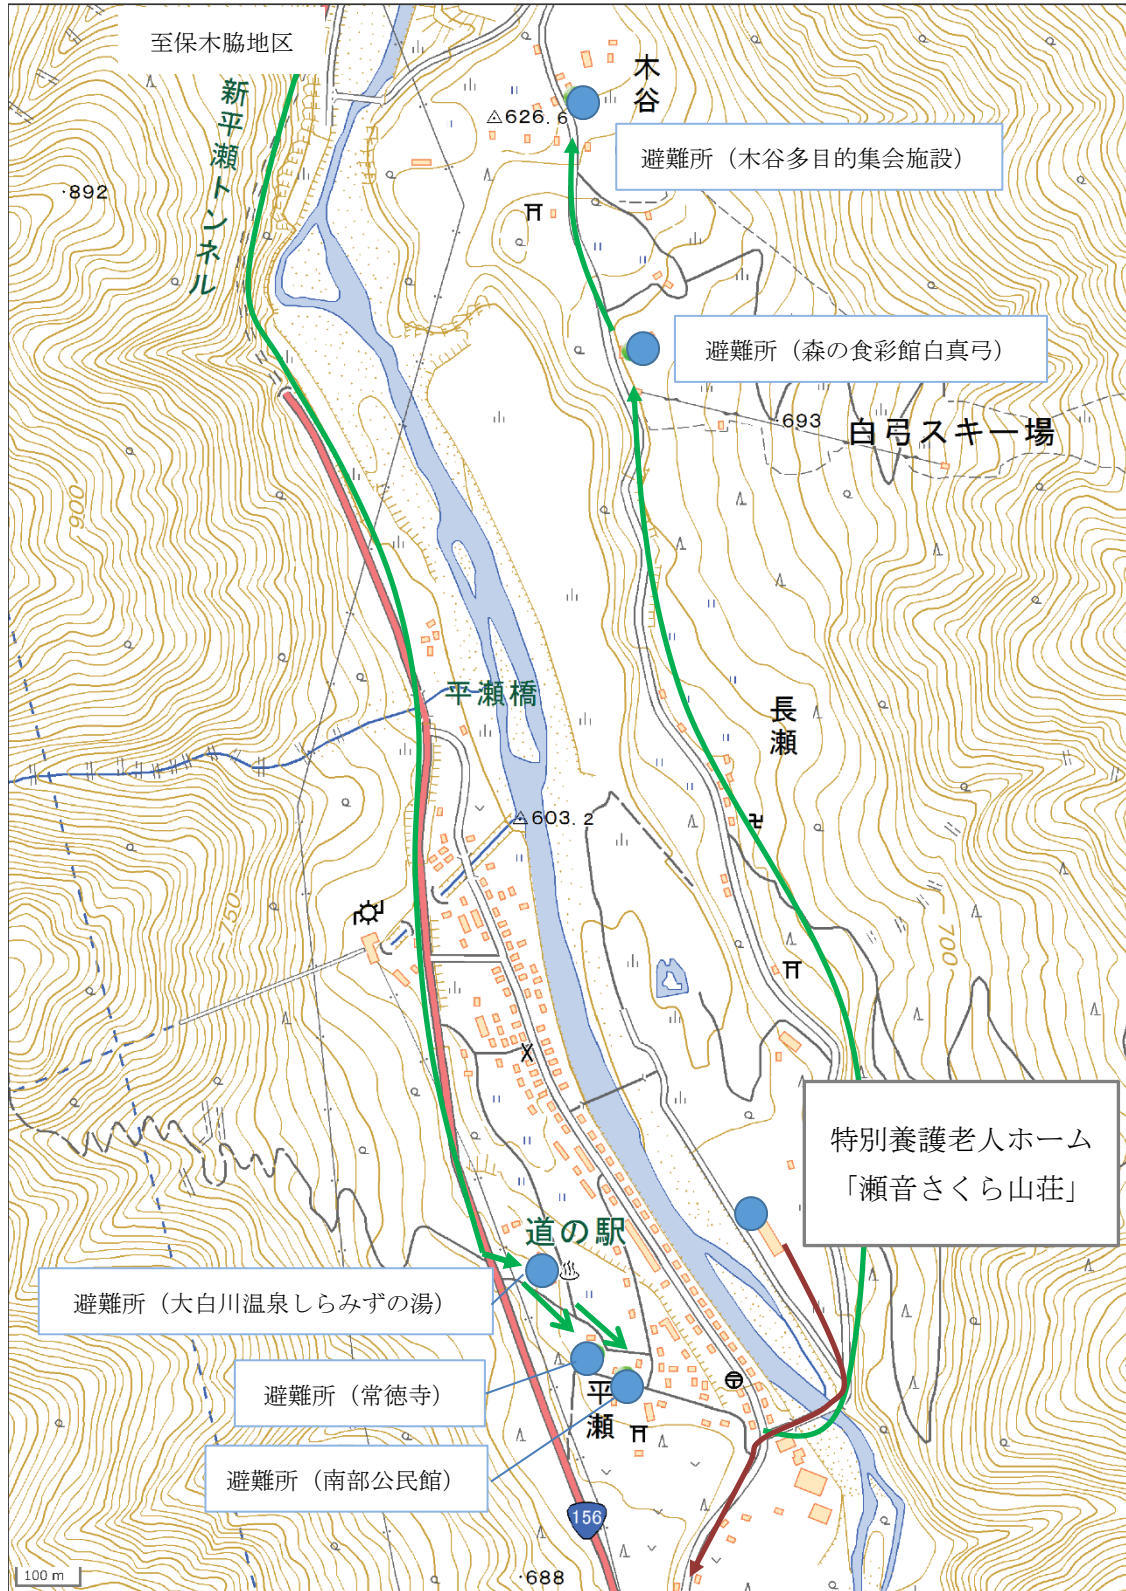 至保木脇地区
新平瀬トンネル
木谷
626.6
避難所（木谷多目的集会施設）
892
避難所（森の食彩館白真弓）
693
白弓スキー場
900
平瀬橋
長瀬
603.2
750
700
特別養護老人ホーム
「瀬音さくら山荘」
道の駅
避難所（大白川温泉しらみずの湯）
避難所（常徳寺）
平瀬
避難所（南部公民館）
156
100 m
688